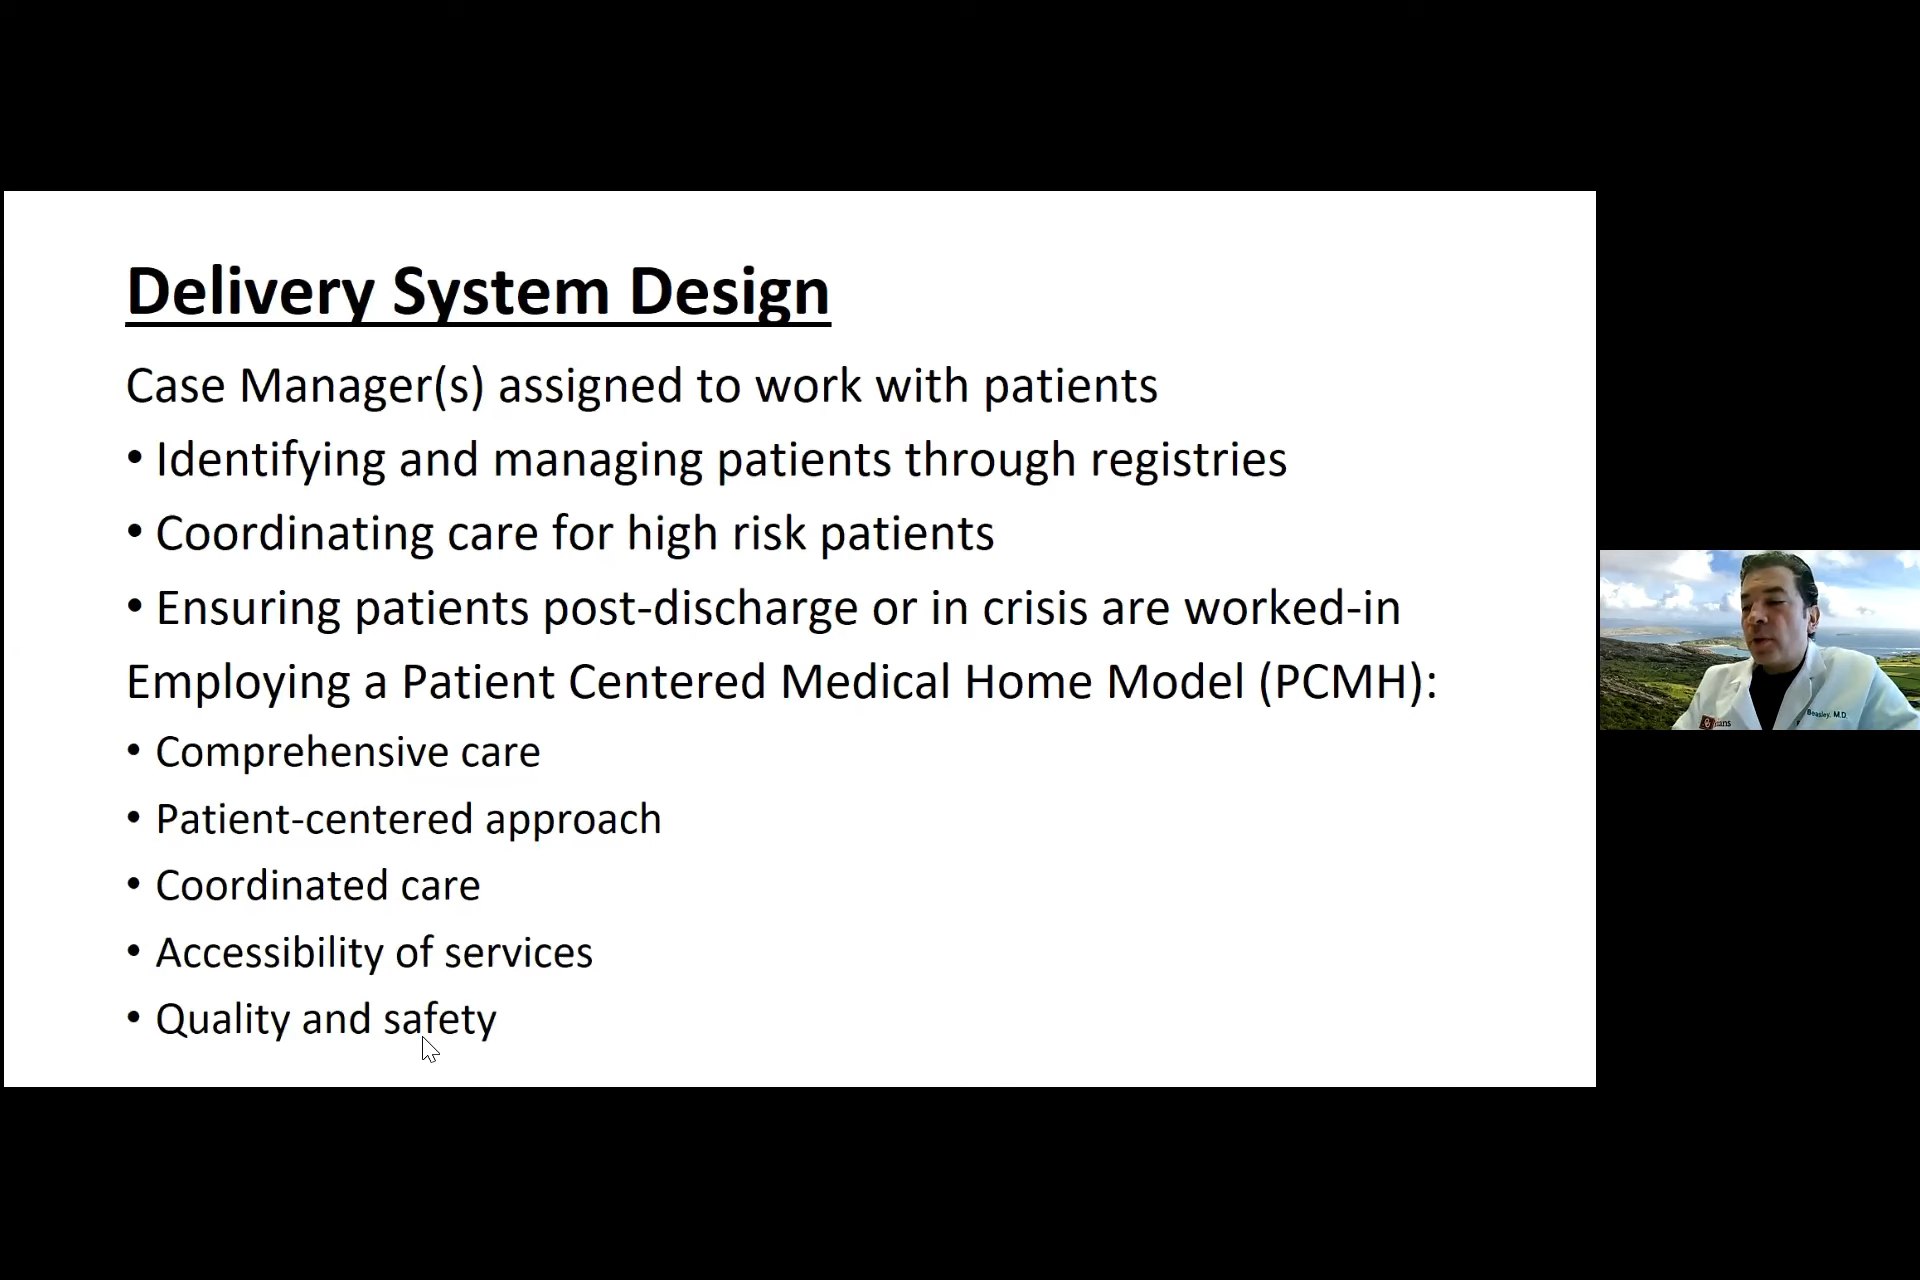 Delivery System Design
Case Manager(s) assigned to work with patients
• Identifying and managing patients through registries
• Coordinating care for high risk patients
• Ensuring patients post-discharge or in crisis are worked-in
Employing a Patient Centered Medical Home Model (PCMH):
• Comprehensive care
• Patient-centered approach
• Coordinated care
• Accessibility of services
• Quality and safety
Beasley, M.D.